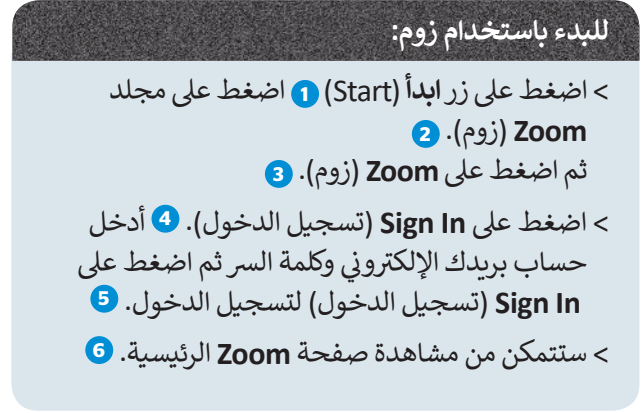 للبدء باستخدام زوم:
> اضغط على زر ابدأ (Start) 1 اضغط على مجلد
Zoom (زوم). 2
ثم اضغط على Zoom (زوم). 3
> اضغط على Sign In (تسجيل الدخول). 4 أدخل
حساب بريدك الإلكتروني وكلمة السر ثم اضغط على
Sign In (تسجيل الدخول) لتسجيل الدخول. 5
> ستتمكن من مشاهدة صفحة Zoom الرئيسية. 6